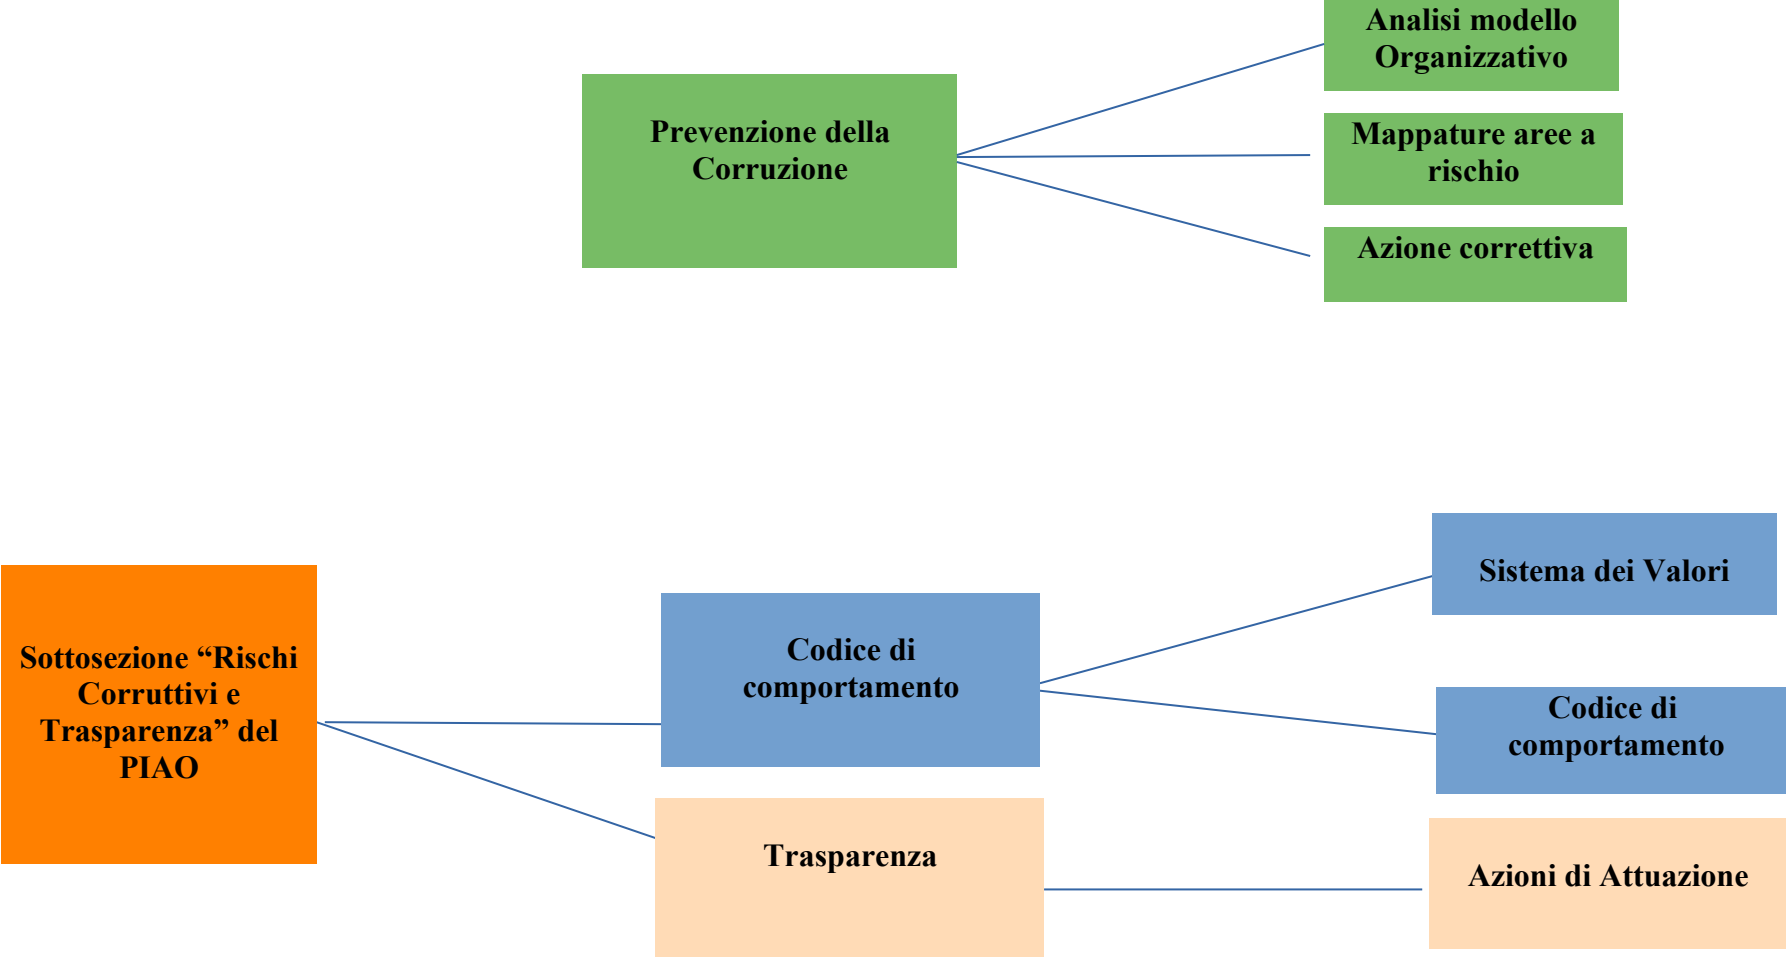 Analisi modello
Organizzativo
Prevenzione della
Corruzione
Mappature aree a
rischio
Azione correttiva
Sottosezione “Rischi
Corruttivi e
Trasparenza” del
PIAO
Codice di
comportamento
Sistema dei Valori
Codice di
comportamento
Trasparenza
Azioni di Attuazione